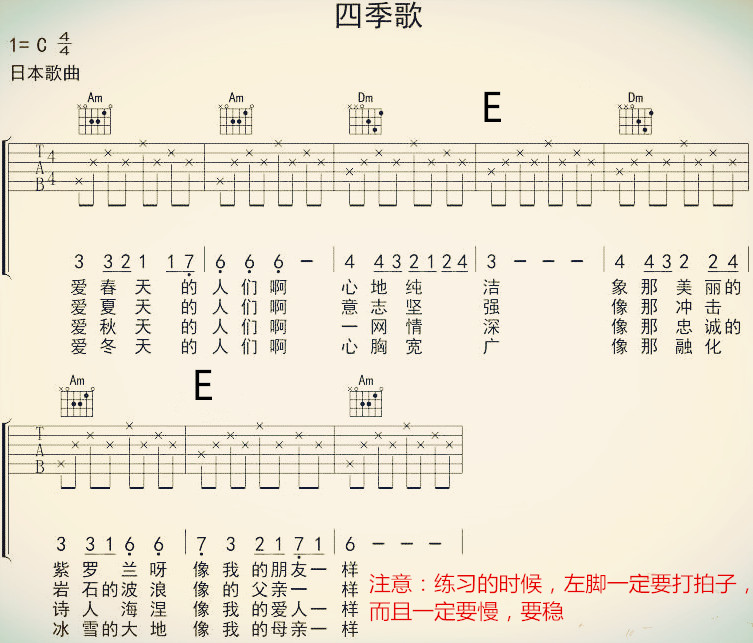 四季歌
1= C 4/4
日本歌曲
Am Am Dm E Dm
T 4
A
B 4
3 3 2 1 1 7 | 6 6 6 — | 4 4 3 2 1 2 4 | 3 — — — | 4 4 3 2 2 4
爱 春 天 的 人 们 啊 心 地 纯 洁 象 那 美 丽 的
爱 夏 天 的 人 们 啊 意 志 坚 强 像 那 冲 击
爱 秋 天 的 人 们 啊 一 网 情 深 像 那 忠 诚 的
爱 冬 天 的 人 们 啊 心 胸 宽 广 像 那 融 化
Am E Am
T
A
B
3 3 1 6 6 | 7 3 2 1 7 1 | 6 — — — |
紫 罗 兰 呀 像 我 的 朋 友 一 样
岩 石 的 波 浪 像 的 父 亲 一 样
诗 人 海 涅 像 我 的 爱 人 一 样
冰 雪 的 大 地 像 我 的 母 亲 一 样
注意：练习的时候，左脚一定要打拍子，
而且一定要慢，要稳